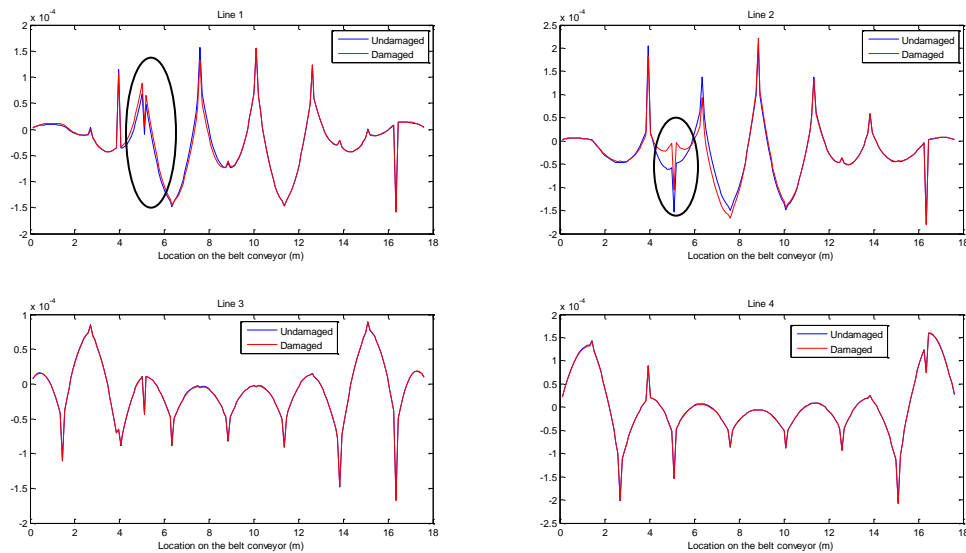 Line 1
x 10^-4
2
1.5
1
0.5
0
-0.5
-1
-1.5
-2
Undamaged
Damaged
0 2 4 6 8 10 12 14 16 18
Location on the belt conveyor (m)
Line 2
x 10^-4
2.5
2
1.5
1
0.5
0
-0.5
-1
-1.5
-2
Undamaged
Damaged
0 2 4 6 8 10 12 14 16 18
Location on the belt conveyor (m)
Line 3
x 10^-4
1
0.5
0
-0.5
-1
-1.5
-2
Undamaged
Damaged
0 2 4 6 8 10 12 14 16 18
Location on the belt conveyor (m)
Line 4
x 10^-4
2
1.5
1
0.5
0
-0.5
-1
-1.5
-2
-2.5
Undamaged
Damaged
0 2 4 6 8 10 12 14 16 18
Location on the belt conveyor (m)